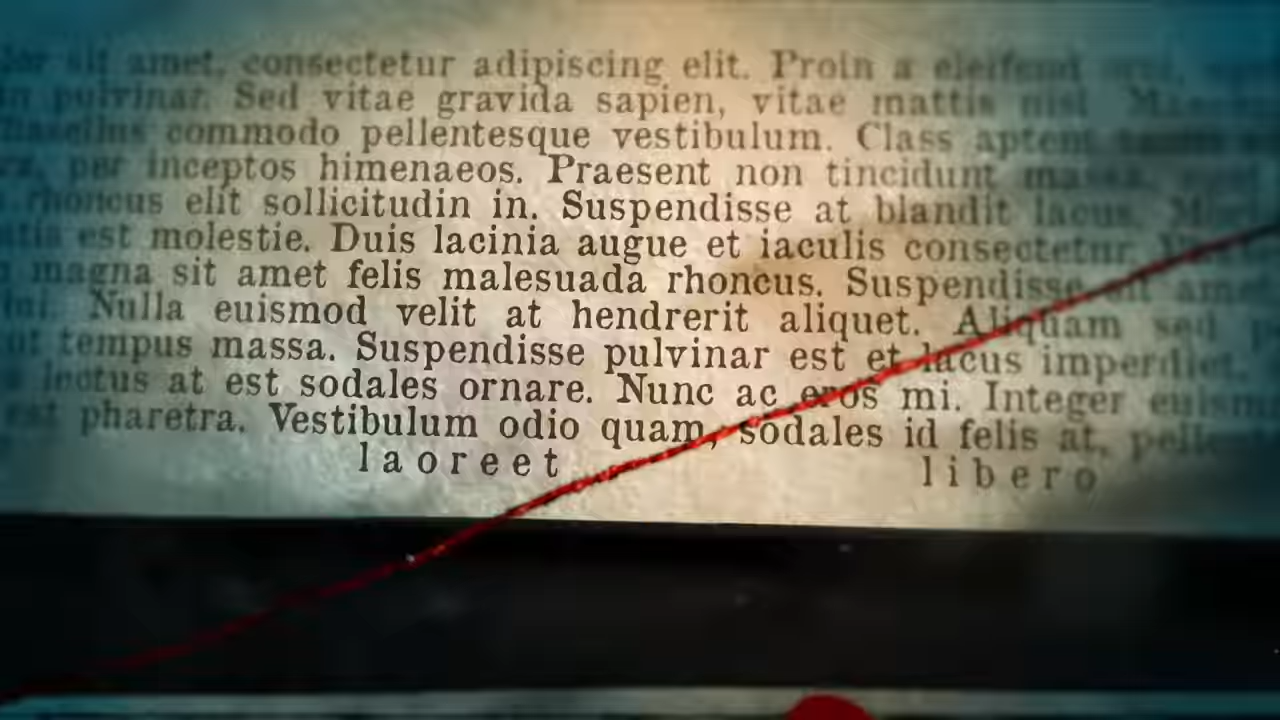 sit amet, consectetur adipiscing elit. Proin a eleifend
pulvinar. Sed vitae gravida sapien, vitae mattis nisl
commodo pellentesque vestibulum. Class aptent
per inceptos himenaeos. Praesent non tincidunt massa,
rhoncus elit sollicitudin in. Suspendisse at blandit lacus.
est molestie. Duis lacinia augue et iaculis consectetur.
magna sit amet felis malesuada rhoncus. Suspendisse sit amet
Nulla euismod velit at hendrerit aliquet. Aliquam sed
ut tempus massa. Suspendisse pulvinar est et lacus imperdiet.
lectus at est sodales ornare. Nunc ac eros mi. Integer
est pharetra. Vestibulum odio quam, sodales id felis at,
laoreet libero